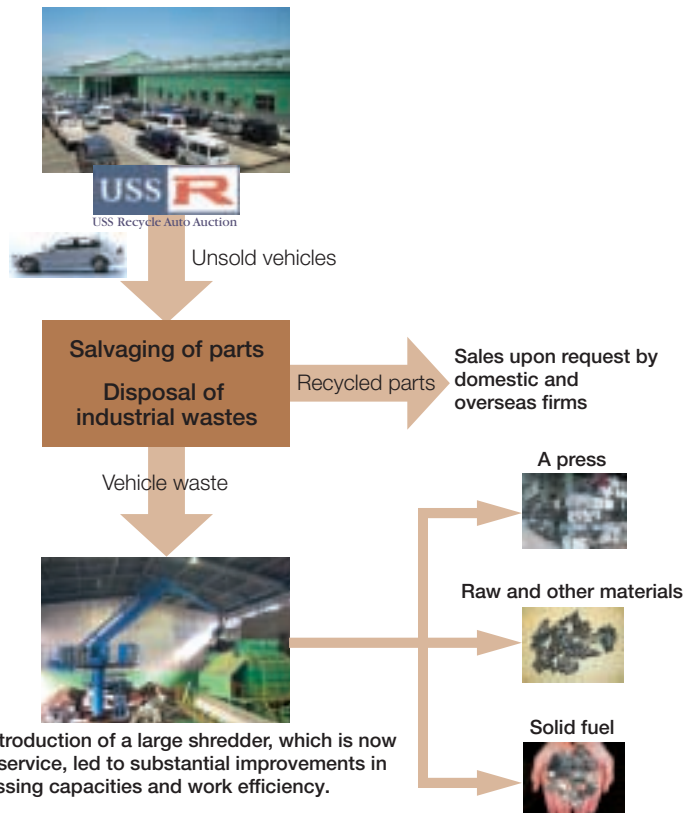 USS R
USS Recycle Auto Auction
Unsold vehicles
Salvaging of parts
Disposal of
industrial wastes
Recycled parts
Sales upon request by
domestic and
overseas firms
Vehicle waste
A press
Raw and other materials
Solid fuel
troduction of a large shredder, which is now
service, led to substantial improvements in
ssing capacities and work efficiency.